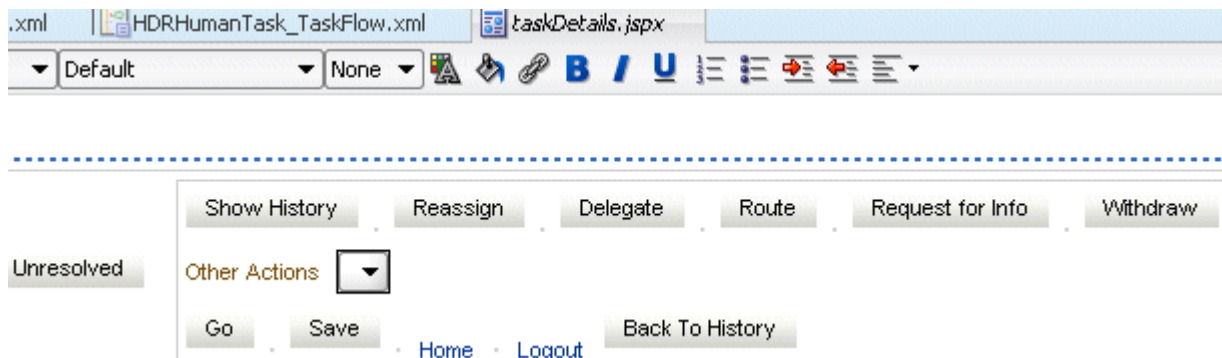 .xml HDRHumanTask_TaskFlow.xml taskDetails.jspx
Default None B I U
Show History Reassign Delegate Route Request for Info Withdraw
Unresolved Other Actions
Go Save Home Logout Back To History